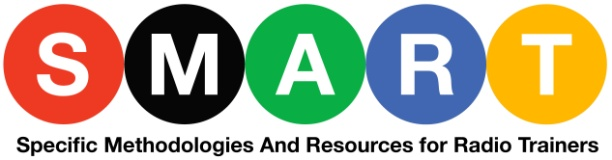 SMART
Specific Methodologies And Resources for Radio Trainers